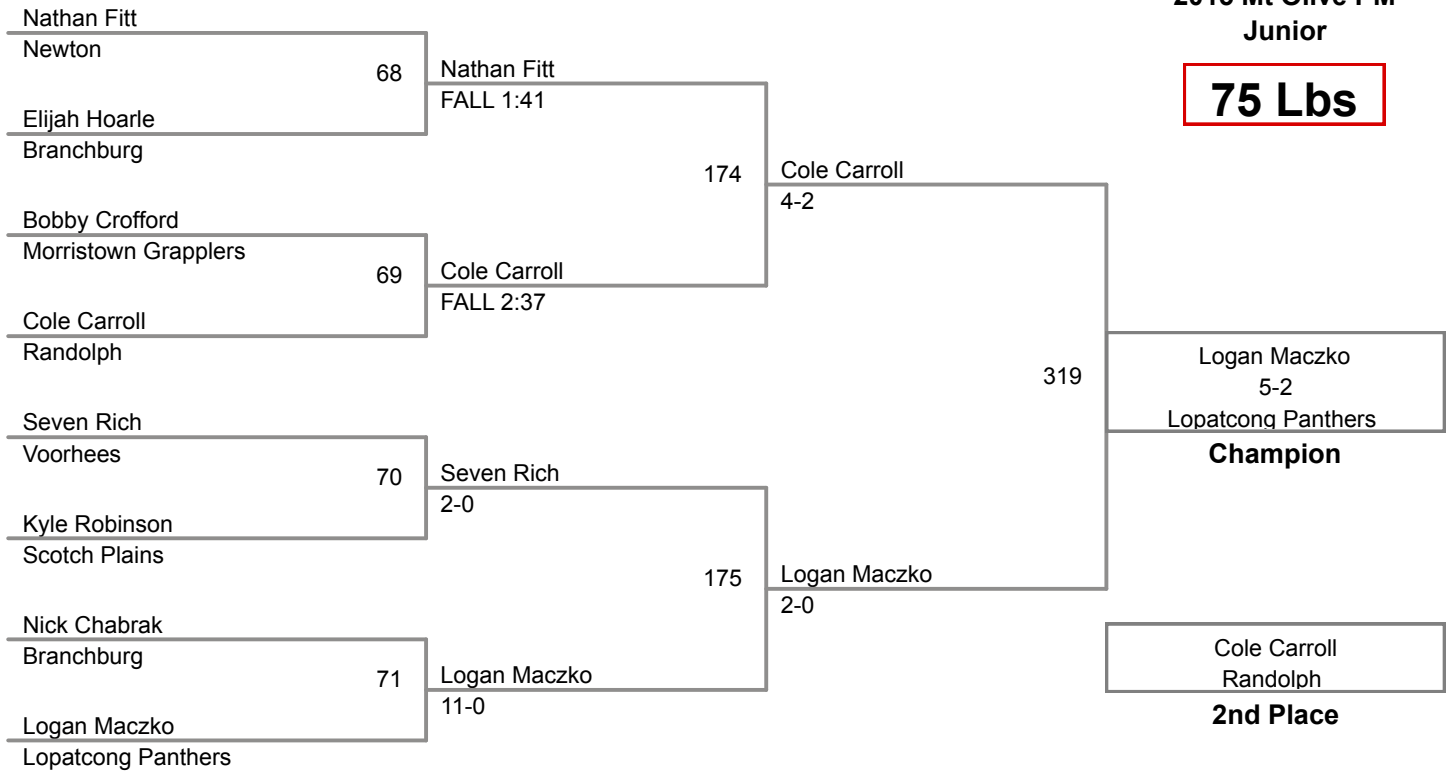 Junior
75 Lbs
Nathan Fitt
Newton
68
Elijah Hoarle
Branchburg
Nathan Fitt
FALL 1:41
174
Bobby Crofford
Morristown Grapplers
69
Cole Carroll
Randolph
Cole Carroll
FALL 2:37
Cole Carroll
4-2
319
Seven Rich
Voorhees
70
Kyle Robinson
Scotch Plains
Seven Rich
2-0
175
Nick Chabrak
Branchburg
71
Logan Maczko
Lopatcong Panthers
Logan Maczko
11-0
Logan Maczko
2-0
Logan Maczko
5-2
Lopatcong Panthers
Champion
Cole Carroll
Randolph
2nd Place